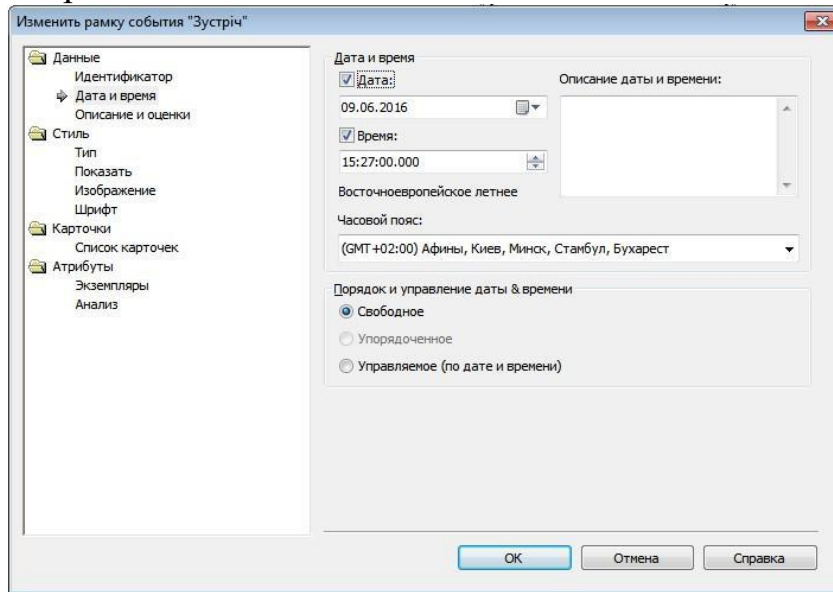 Изменить рамку события "Зустріч"
Данные
Идентификатор
Дата и время
Описание и оценки
Стиль
Тип
Показать
Изображение
Шрифт
Карточки
Список карточек
Атрибуты
Экземпляры
Анализ
Дата и время
Дата:
Описание даты и времени:
09.06.2016
Время:
15:27:00.000
Восточноевропейское летнее
Часовой пояс:
(GMT+02:00) Афины, Киев, Минск, Стамбул, Бухарест
Порядок и управление даты & времени
Свободное
Упорядоченное
Управляемое (по дате и времени)
OK
Отмена
Справка